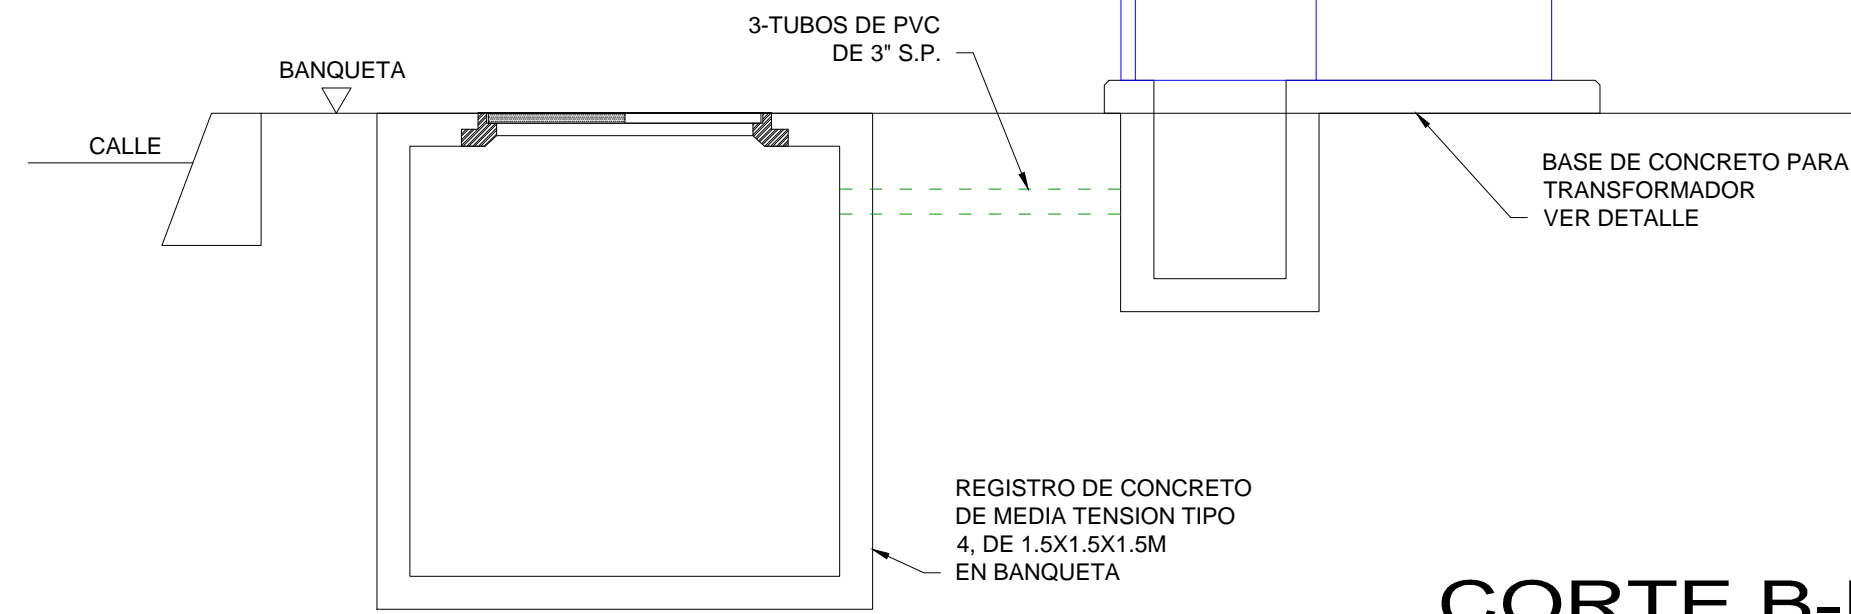 3-TUBOS DE PVC
DE 3" S.P.
BANQUETA
CALLE
BASE DE CONCRETO PARA
TRANSFORMADOR
VER DETALLE
REGISTRO DE CONCRETO
DE MEDIA TENSION TIPO
4, DE 1.5X1.5X1.5M
EN BANQUETA
CORTE